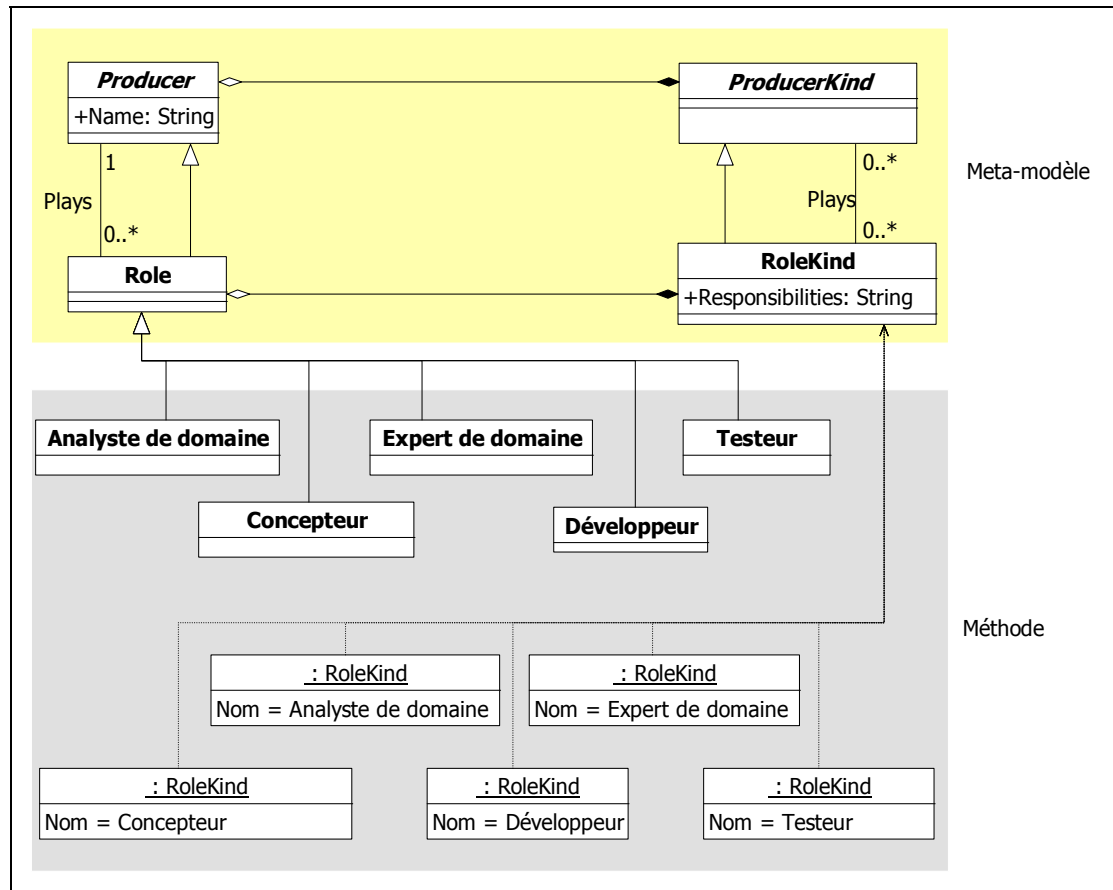 Producer
+Name: String
ProducerKind
1
Plays
0..*
0..*
Plays
0..*
Meta-modèle
Role
RoleKind
+Responsibilities: String
Analyste de domaine
Expert de domaine
Testeur
Concepteur
Développeur
Méthode
: RoleKind
Nom = Analyste de domaine
: RoleKind
Nom = Expert de domaine
: RoleKind
Nom = Concepteur
: RoleKind
Nom = Développeur
: RoleKind
Nom = Testeur